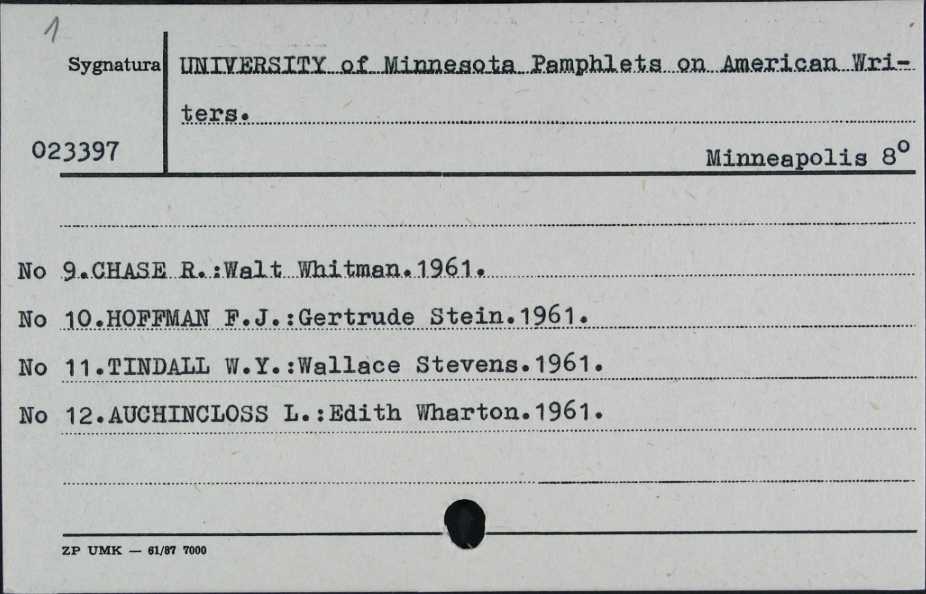 1
Sygnatura
UNIVERSITY of Minnesota Pamphlets on American Wri-
ters.
023397
Minneapolis 8º
No 9.CHASE R.:Walt Whitman.1961.
No 10.HOFFMAN F.J.:Gertrude Stein.1961.
No 11.TINDALL W.Y.:Wallace Stevens.1961.
No 12.AUCHINCLOSS L.:Edith Wharton.1961.
ZP UMK — 61/87 7000